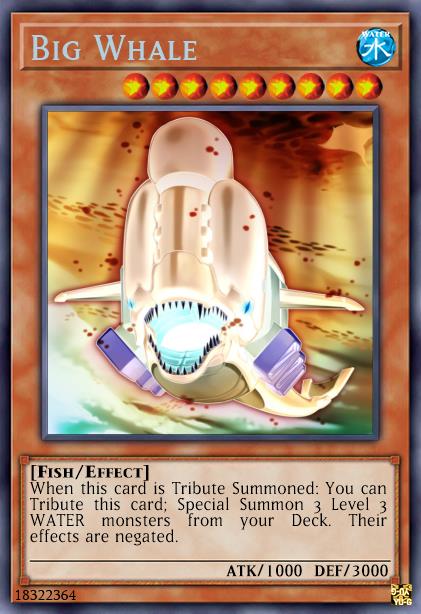 BIG WHALE
WATER
水
[FISH/EFFECT]
When this card is Tribute Summoned: You can
Tribute this card; Special Summon 3 Level 3
WATER monsters from your Deck. Their
effects are negated.
ATK/1000 DEF/3000
18322364